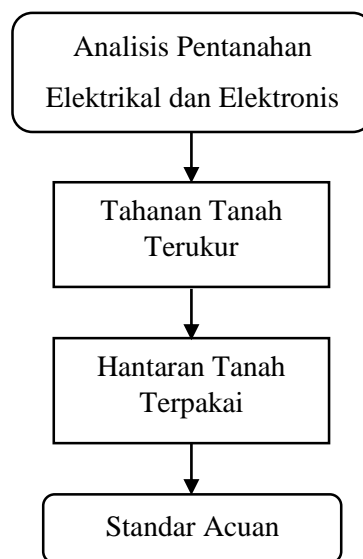 Analisis Pentanahan
Elektrikal dan Elektronis
Tahanan Tanah
Terukur
Hantaran Tanah
Terpakai
Standar Acuan